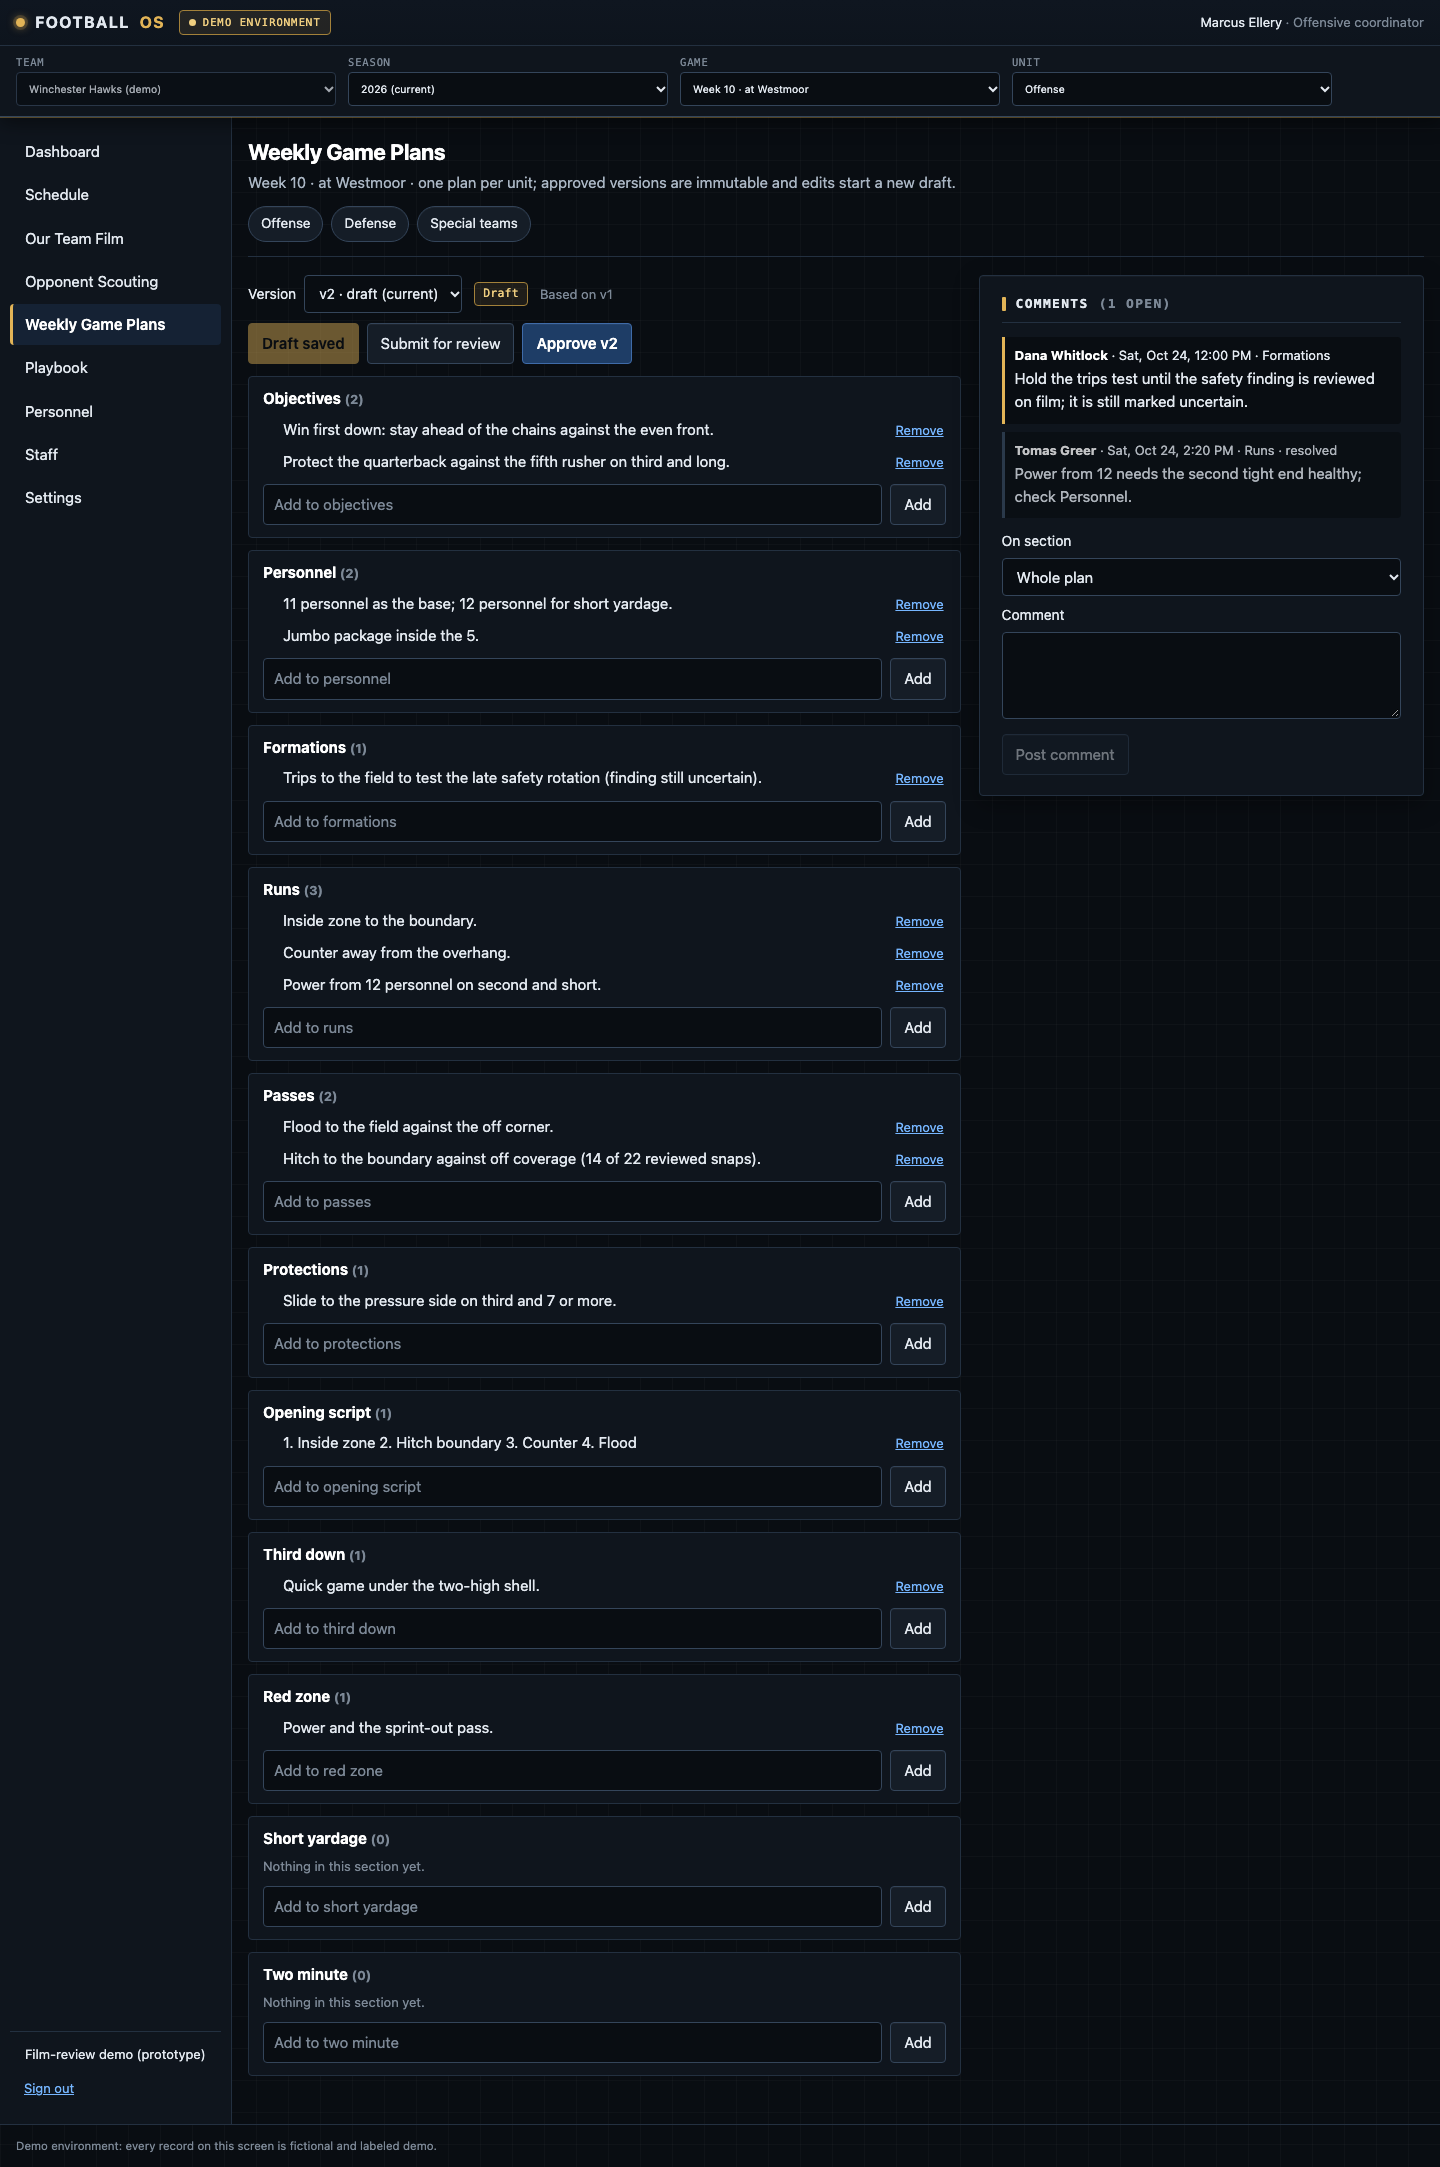 FOOTBALL OS
DEMO ENVIRONMENT
Marcus Ellery · Offensive coordinator
TEAM
Winchester Hawks (demo)
SEASON
2026 (current)
GAME
Week 10 · at Westmoor
UNIT
Offense
Dashboard
Schedule
Our Team Film
Opponent Scouting
Weekly Game Plans
Playbook
Personnel
Staff
Settings
Film-review demo (prototype)
Sign out
Weekly Game Plans
Week 10 · at Westmoor · one plan per unit; approved versions are immutable and edits start a new draft.
Offense
Defense
Special teams
Version
v2 · draft (current)
Draft
Based on v1
Draft saved
Submit for review
Approve v2
Objectives (2)
Win first down: stay ahead of the chains against the even front.
Remove
Protect the quarterback against the fifth rusher on third and long.
Remove
Add to objectives
Add
Personnel (2)
11 personnel as the base; 12 personnel for short yardage.
Remove
Jumbo package inside the 5.
Remove
Add to personnel
Add
Formations (1)
Trips to the field to test the late safety rotation (finding still uncertain).
Remove
Add to formations
Add
Runs (3)
Inside zone to the boundary.
Remove
Counter away from the overhang.
Remove
Power from 12 personnel on second and short.
Remove
Add to runs
Add
Passes (2)
Flood to the field against the off corner.
Remove
Hitch to the boundary against off coverage (14 of 22 reviewed snaps).
Remove
Add to passes
Add
Protections (1)
Slide to the pressure side on third and 7 or more.
Remove
Add to protections
Add
Opening script (1)
1. Inside zone 2. Hitch boundary 3. Counter 4. Flood
Remove
Add to opening script
Add
Third down (1)
Quick game under the two-high shell.
Remove
Add to third down
Add
Red zone (1)
Power and the sprint-out pass.
Remove
Add to red zone
Add
Short yardage (0)
Nothing in this section yet.
Add to short yardage
Add
Two minute (0)
Nothing in this section yet.
Add to two minute
Add
COMMENTS (1 OPEN)
Dana Whitlock · Sat, Oct 24, 12:00 PM · Formations
Hold the trips test until the safety finding is reviewed
on film; it is still marked uncertain.
Tomas Greer · Sat, Oct 24, 2:20 PM · Runs · resolved
Power from 12 needs the second tight end healthy;
check Personnel.
On section
Whole plan
Comment
Post comment
Demo environment: every record on this screen is fictional and labeled demo.